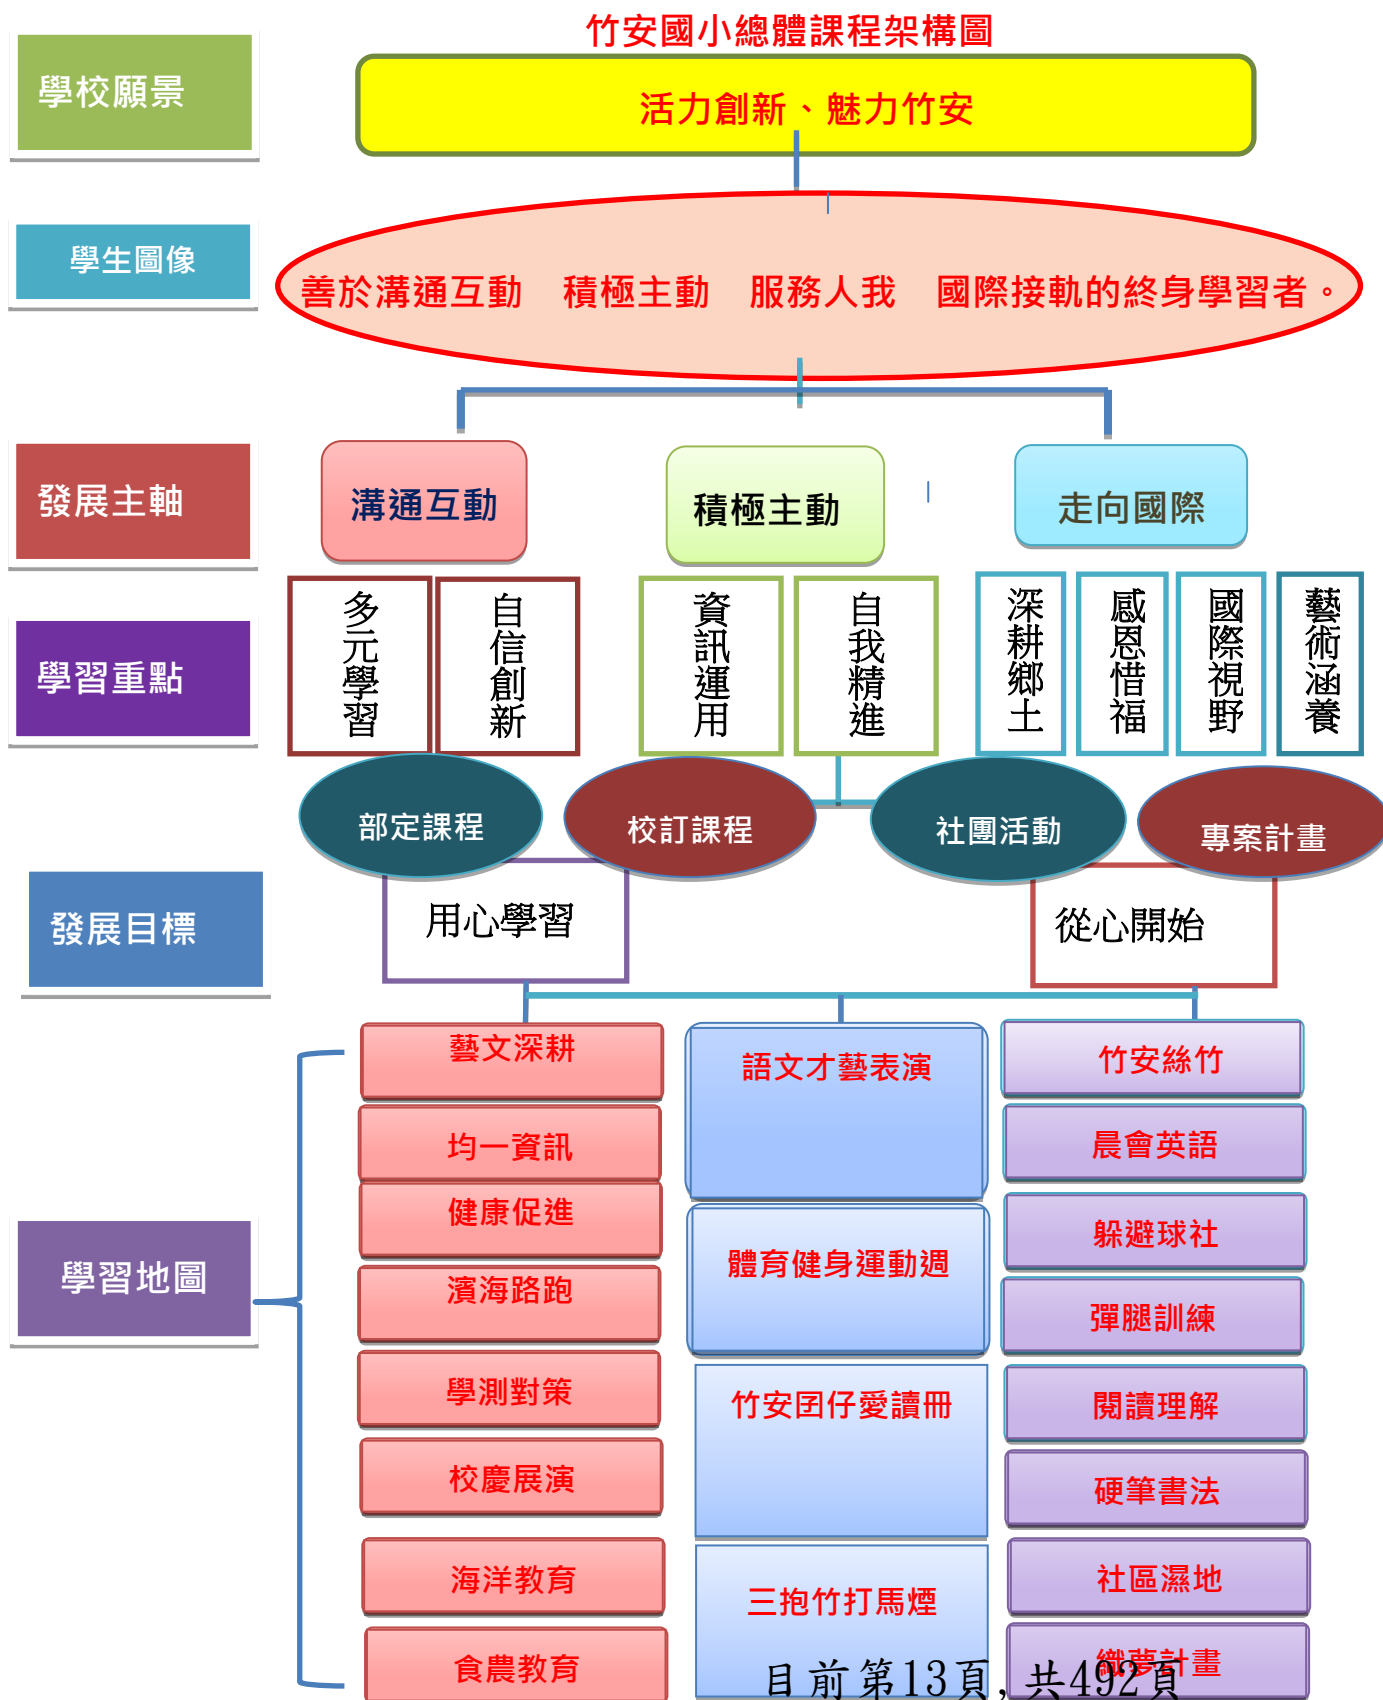 竹安國小總體課程架構圖
學校願景
活力創新、魅力竹安
學生圖像
善於溝通互動　積極主動　服務人我　國際接軌的終身學習者。
發展主軸
溝通互動
積極主動
走向國際
學習重點
多元學習
自信創新
資訊運用
自我精進
深耕鄉土
感恩惜福
國際視野
藝術涵養
部定課程
校訂課程
社團活動
專案計畫
發展目標
用心學習
從心開始
學習地圖
藝文深耕
均一資訊
健康促進
濱海路跑
學測對策
校慶展演
海洋教育
食農教育
語文才藝表演
體育健身運動週
竹安囝仔愛讀冊
三抱竹打馬煙
竹安絲竹
晨會英語
躲避球社
彈腿訓練
閱讀理解
硬筆書法
社區濕地
織夢計畫
目前第13頁,共492頁